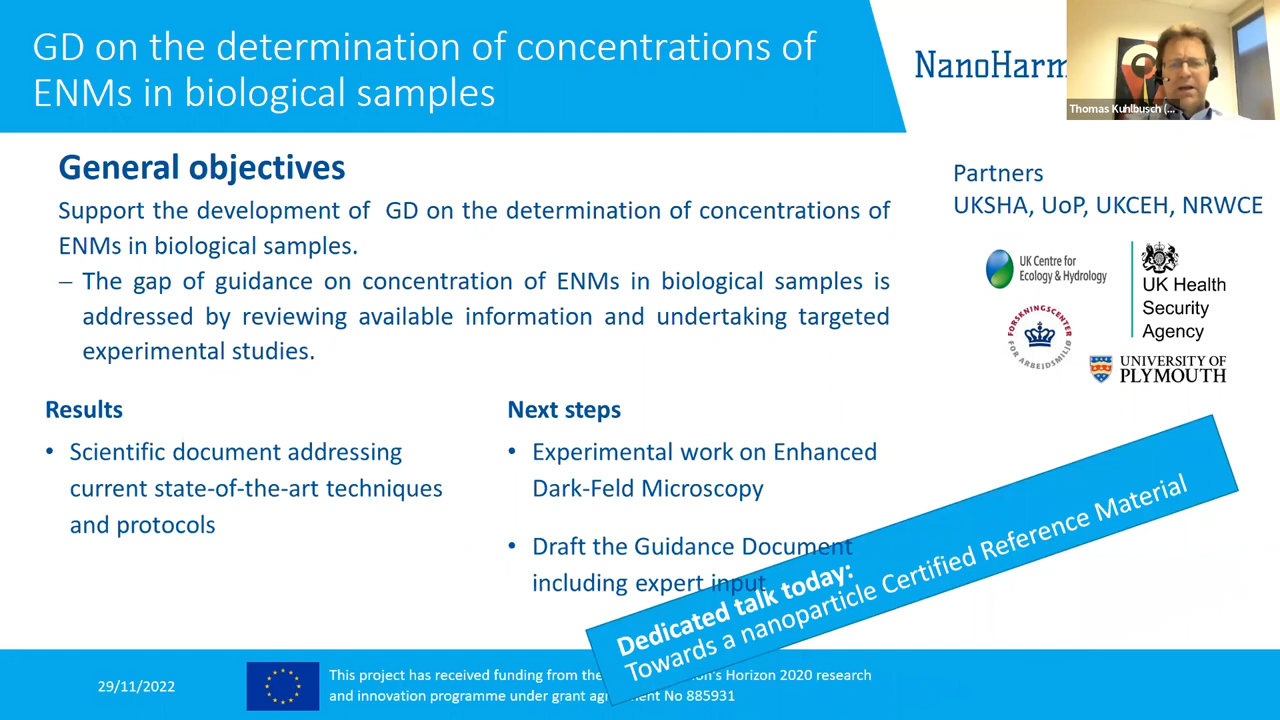 GD on the determination of concentrations of
ENMs in biological samples
NanoHarm
Thomas Kuhlbusch (...
General objectives
Support the development of GD on the determination of concentrations of
ENMs in biological samples.
– The gap of guidance on concentration of ENMs in biological samples is
addressed by reviewing available information and undertaking targeted
experimental studies.
Partners
UKSHA, UoP, UKCEH, NRWCE
UK Centre for
Ecology & Hydrology
UK Health
Security
Agency
FORSKNINGSCENTER
FOR ARBEJDSMILJØ
UNIVERSITY OF
PLYMOUTH
Results
• Scientific document addressing
current state-of-the-art techniques
and protocols
Next steps
• Experimental work on Enhanced
Dark-Feld Microscopy
• Draft the Guidance Document
including expert input
Dedicated talk today:
Towards a nanoparticle Certified Reference Material
29/11/2022
This project has received funding from the on's Horizon 2020 research
and innovation programme under grant ag ment No 885931